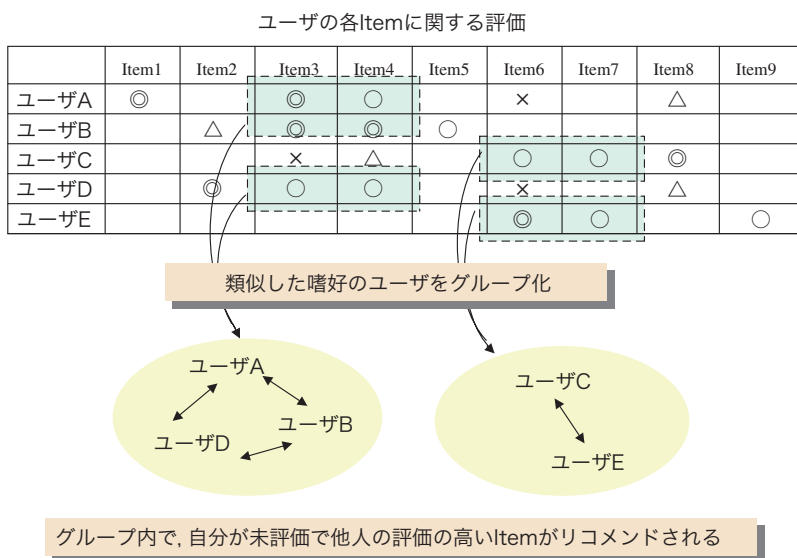 ユーザの各Itemに関する評価
Item1 Item2 Item3 Item4 Item5 Item6 Item7 Item8 Item9
ユーザA ◎ ◎ ○ × △
ユーザB △ ◎ ◎ ○
ユーザC × △ ○ ○ ◎
ユーザD ◎ ○ ○ × △
ユーザE ◎ ○ ○
類似した嗜好のユーザをグループ化
ユーザA
ユーザB
ユーザD
ユーザC
ユーザE
グループ内で, 自分が未評価で他人の評価の高いItemがリコメンドされる